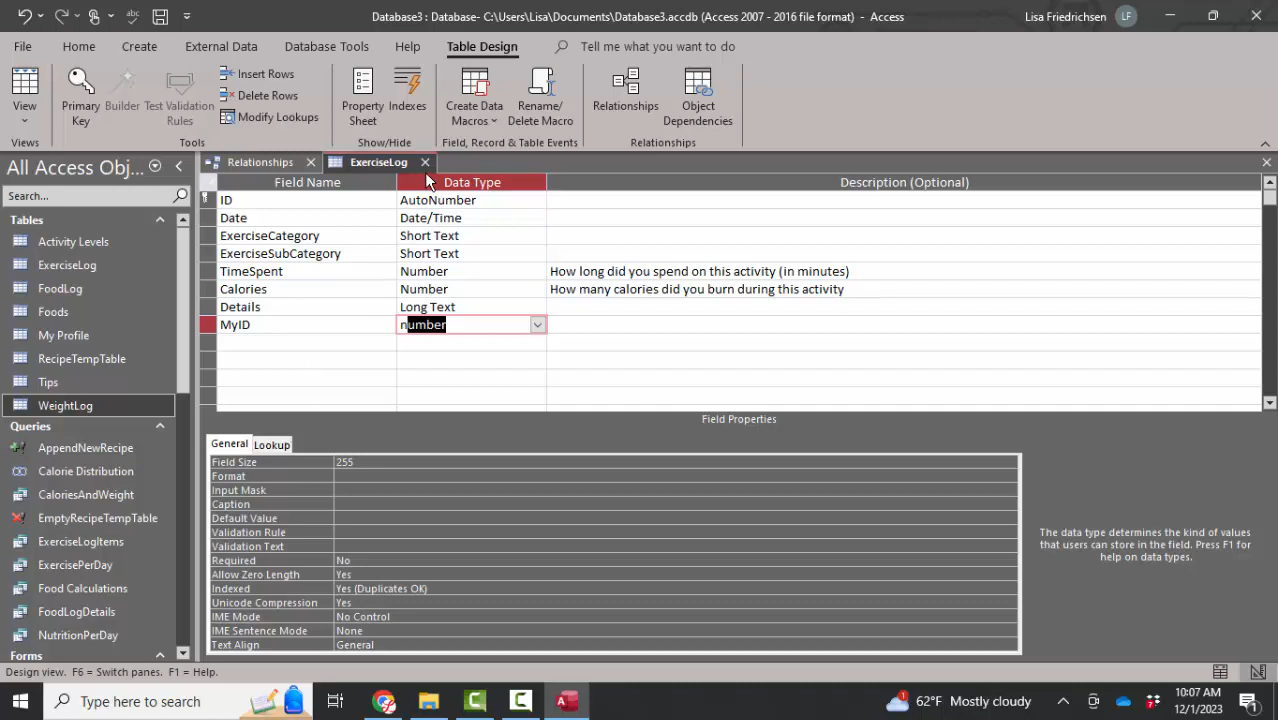 Database3 : Database- C:\Users\Lisa\Documents\Database3.accdb (Access 2007 - 2016 file format) - Access
Lisa Friedrichsen
LF
File Home Create External Data Database Tools Help Table Design Tell me what you want to do
View
Primary Key
Builder
Test Validation Rules
Insert Rows
Delete Rows
Modify Lookups
Property Sheet
Indexes
Create Data Macros
Rename/ Delete Macro
Relationships
Object Dependencies
Views Tools Show/Hide Field, Record & Table Events Relationships
All Access Obj...
Search...
Tables
Activity Levels
ExerciseLog
FoodLog
Foods
My Profile
RecipeTempTable
Tips
WeightLog
Queries
AppendNewRecipe
Calorie Distribution
CaloriesAndWeight
EmptyRecipeTempTable
ExerciseLogItems
ExercisePerDay
Food Calculations
FoodLogDetails
NutritionPerDay
Forms
Relationships ExerciseLog
Field Name Data Type Description (Optional)
ID AutoNumber
Date Date/Time
ExerciseCategory Short Text
ExerciseSubCategory Short Text
TimeSpent Number How long did you spend on this activity (in minutes)
Calories Number How many calories did you burn during this activity
Details Long Text
MyID number
Field Properties
General Lookup
Field Size 255
Format
Input Mask
Caption
Default Value
Validation Rule
Validation Text
Required No
Allow Zero Length Yes
Indexed Yes (Duplicates OK)
Unicode Compression Yes
IME Mode No Control
IME Sentence Mode None
Text Align General
The data type determines the kind of values
that users can store in the field. Press F1 for
help on data types.
Design view. F6 = Switch panes. F1 = Help.
Type here to search
1
62°F Mostly cloudy
10:07 AM
12/1/2023
1